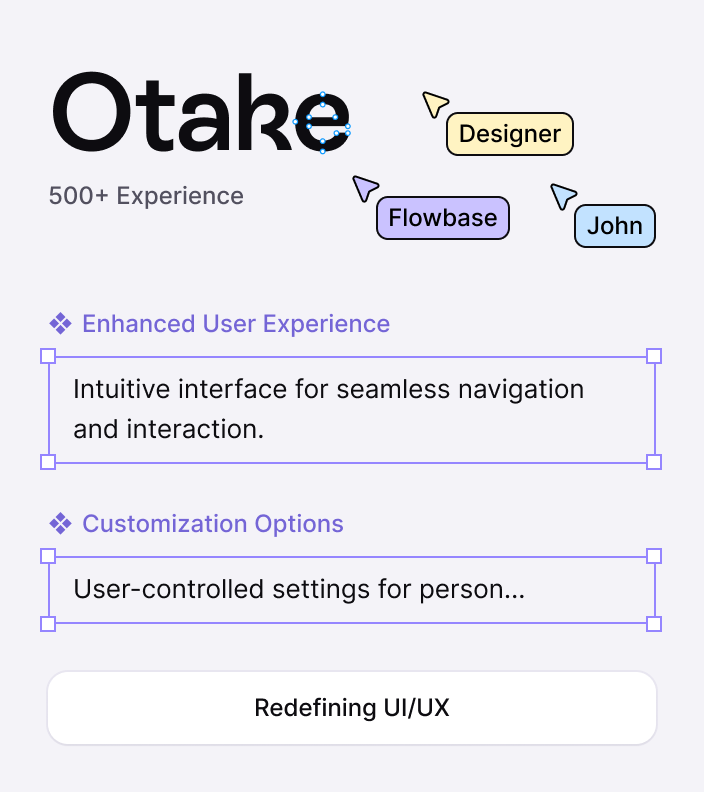 Otake
Designer
500+ Experience
Flowbase
John
Enhanced User Experience
Intuitive interface for seamless navigation
and interaction.
Customization Options
User-controlled settings for person...
Redefining UI/UX